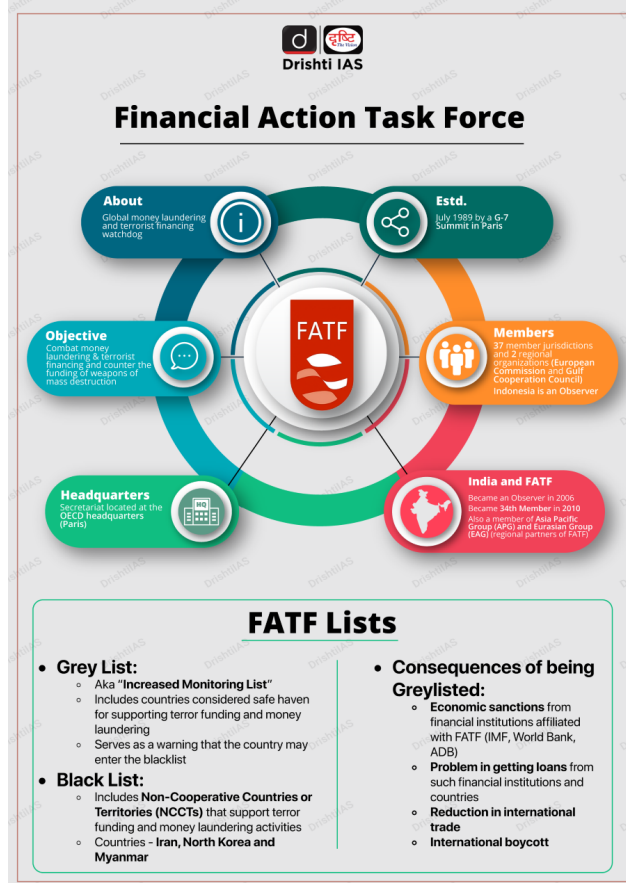 d दृष्टि
The Vision
Drishti IAS
Financial Action Task Force
About
Global money laundering
and terrorist financing
watchdog
i
Estd.
July 1989 by a G-7
Summit in Paris
Objective
Combat money
laundering & terrorist
financing and counter the
funding of weapons of
mass destruction
FATF
Members
37 member jurisdictions
and 2 regional
organizations (European
Commission and Gulf
Cooperation Council)
Indonesia is an Observer
Headquarters
Secretariat located at the
OECD headquarters
(Paris)
HQ
India and FATF
Became an Observer in 2006
Became 34th Member in 2010
Also a member of Asia Pacific
Group (APG) and Eurasian Group
(EAG) (regional partners of FATF)
FATF Lists
• Grey List:
◦ Aka “Increased Monitoring List”
◦ Includes countries considered safe haven
for supporting terror funding and money
laundering
◦ Serves as a warning that the country may
enter the blacklist
• Black List:
◦ Includes Non-Cooperative Countries or
Territories (NCCTs) that support terror
funding and money laundering activities
◦ Countries - Iran, North Korea and
Myanmar
• Consequences of being
Greylisted:
◦ Economic sanctions from
financial institutions affiliated
with FATF (IMF, World Bank,
ADB)
◦ Problem in getting loans from
such financial institutions and
countries
◦ Reduction in international
trade
◦ International boycott